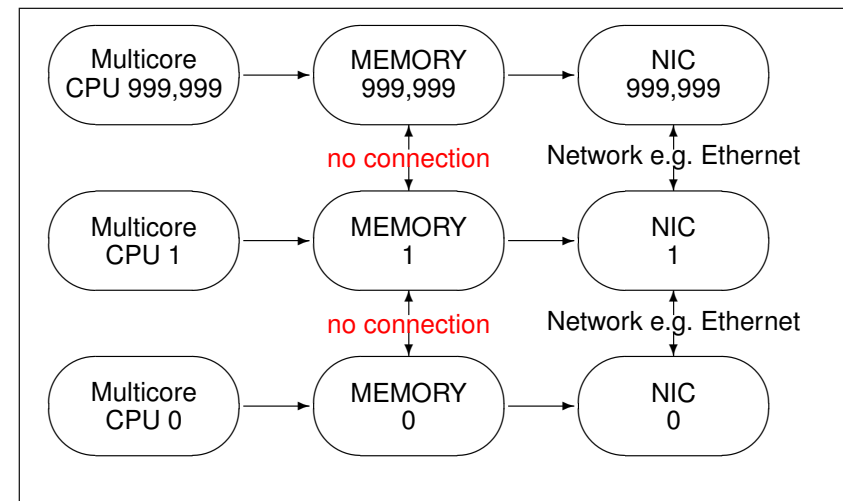 Multicore
CPU 999,999
MEMORY
999,999
NIC
999,999
no connection
Network e.g. Ethernet
Multicore
CPU 1
MEMORY
1
NIC
1
no connection
Network e.g. Ethernet
Multicore
CPU 0
MEMORY
0
NIC
0